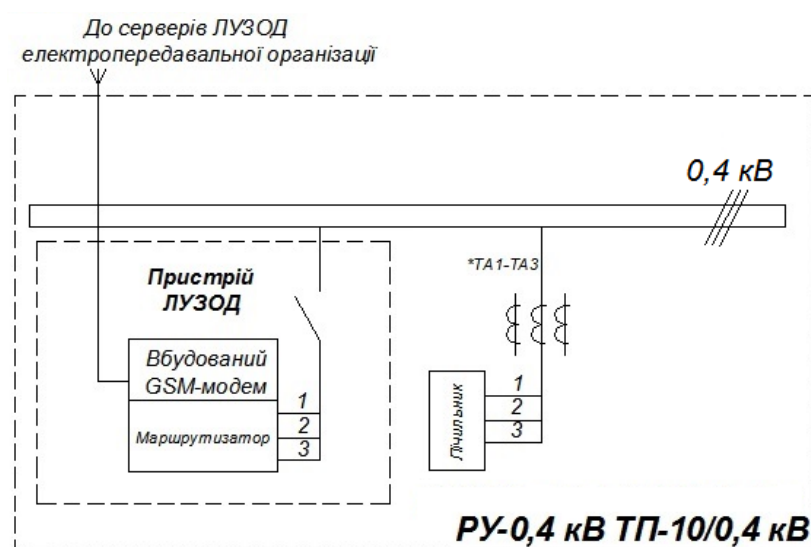 До серверів ЛУЗОД
електропередавальної організації
0,4 кВ
*ТА1-ТА3
Пристрій
ЛУЗОД
Вбудований
GSM-модем
1
2
3
Маршрутизатор
Лічильник
1
2
3
РУ-0,4 кВ ТП-10/0,4 кВ